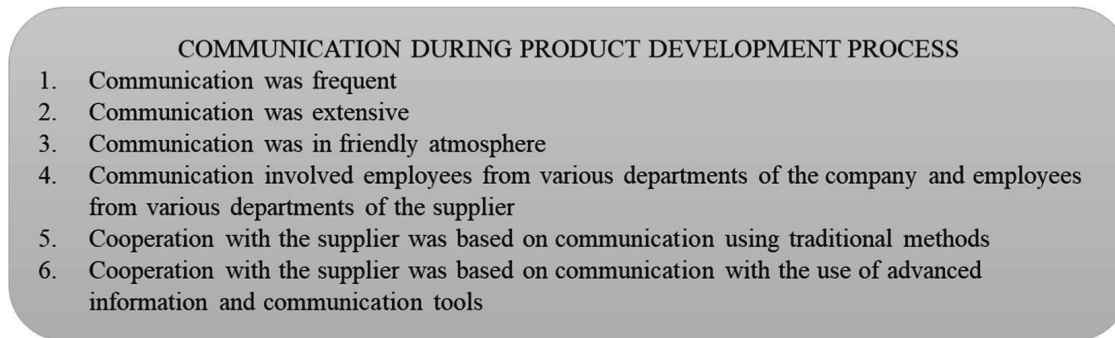 COMMUNICATION DURING PRODUCT DEVELOPMENT PROCESS
1. Communication was frequent
2. Communication was extensive
3. Communication was in friendly atmosphere
4. Communication involved employees from various departments of the company and employees
from various departments of the supplier
5. Cooperation with the supplier was based on communication using traditional methods
6. Cooperation with the supplier was based on communication with the use of advanced
information and communication tools